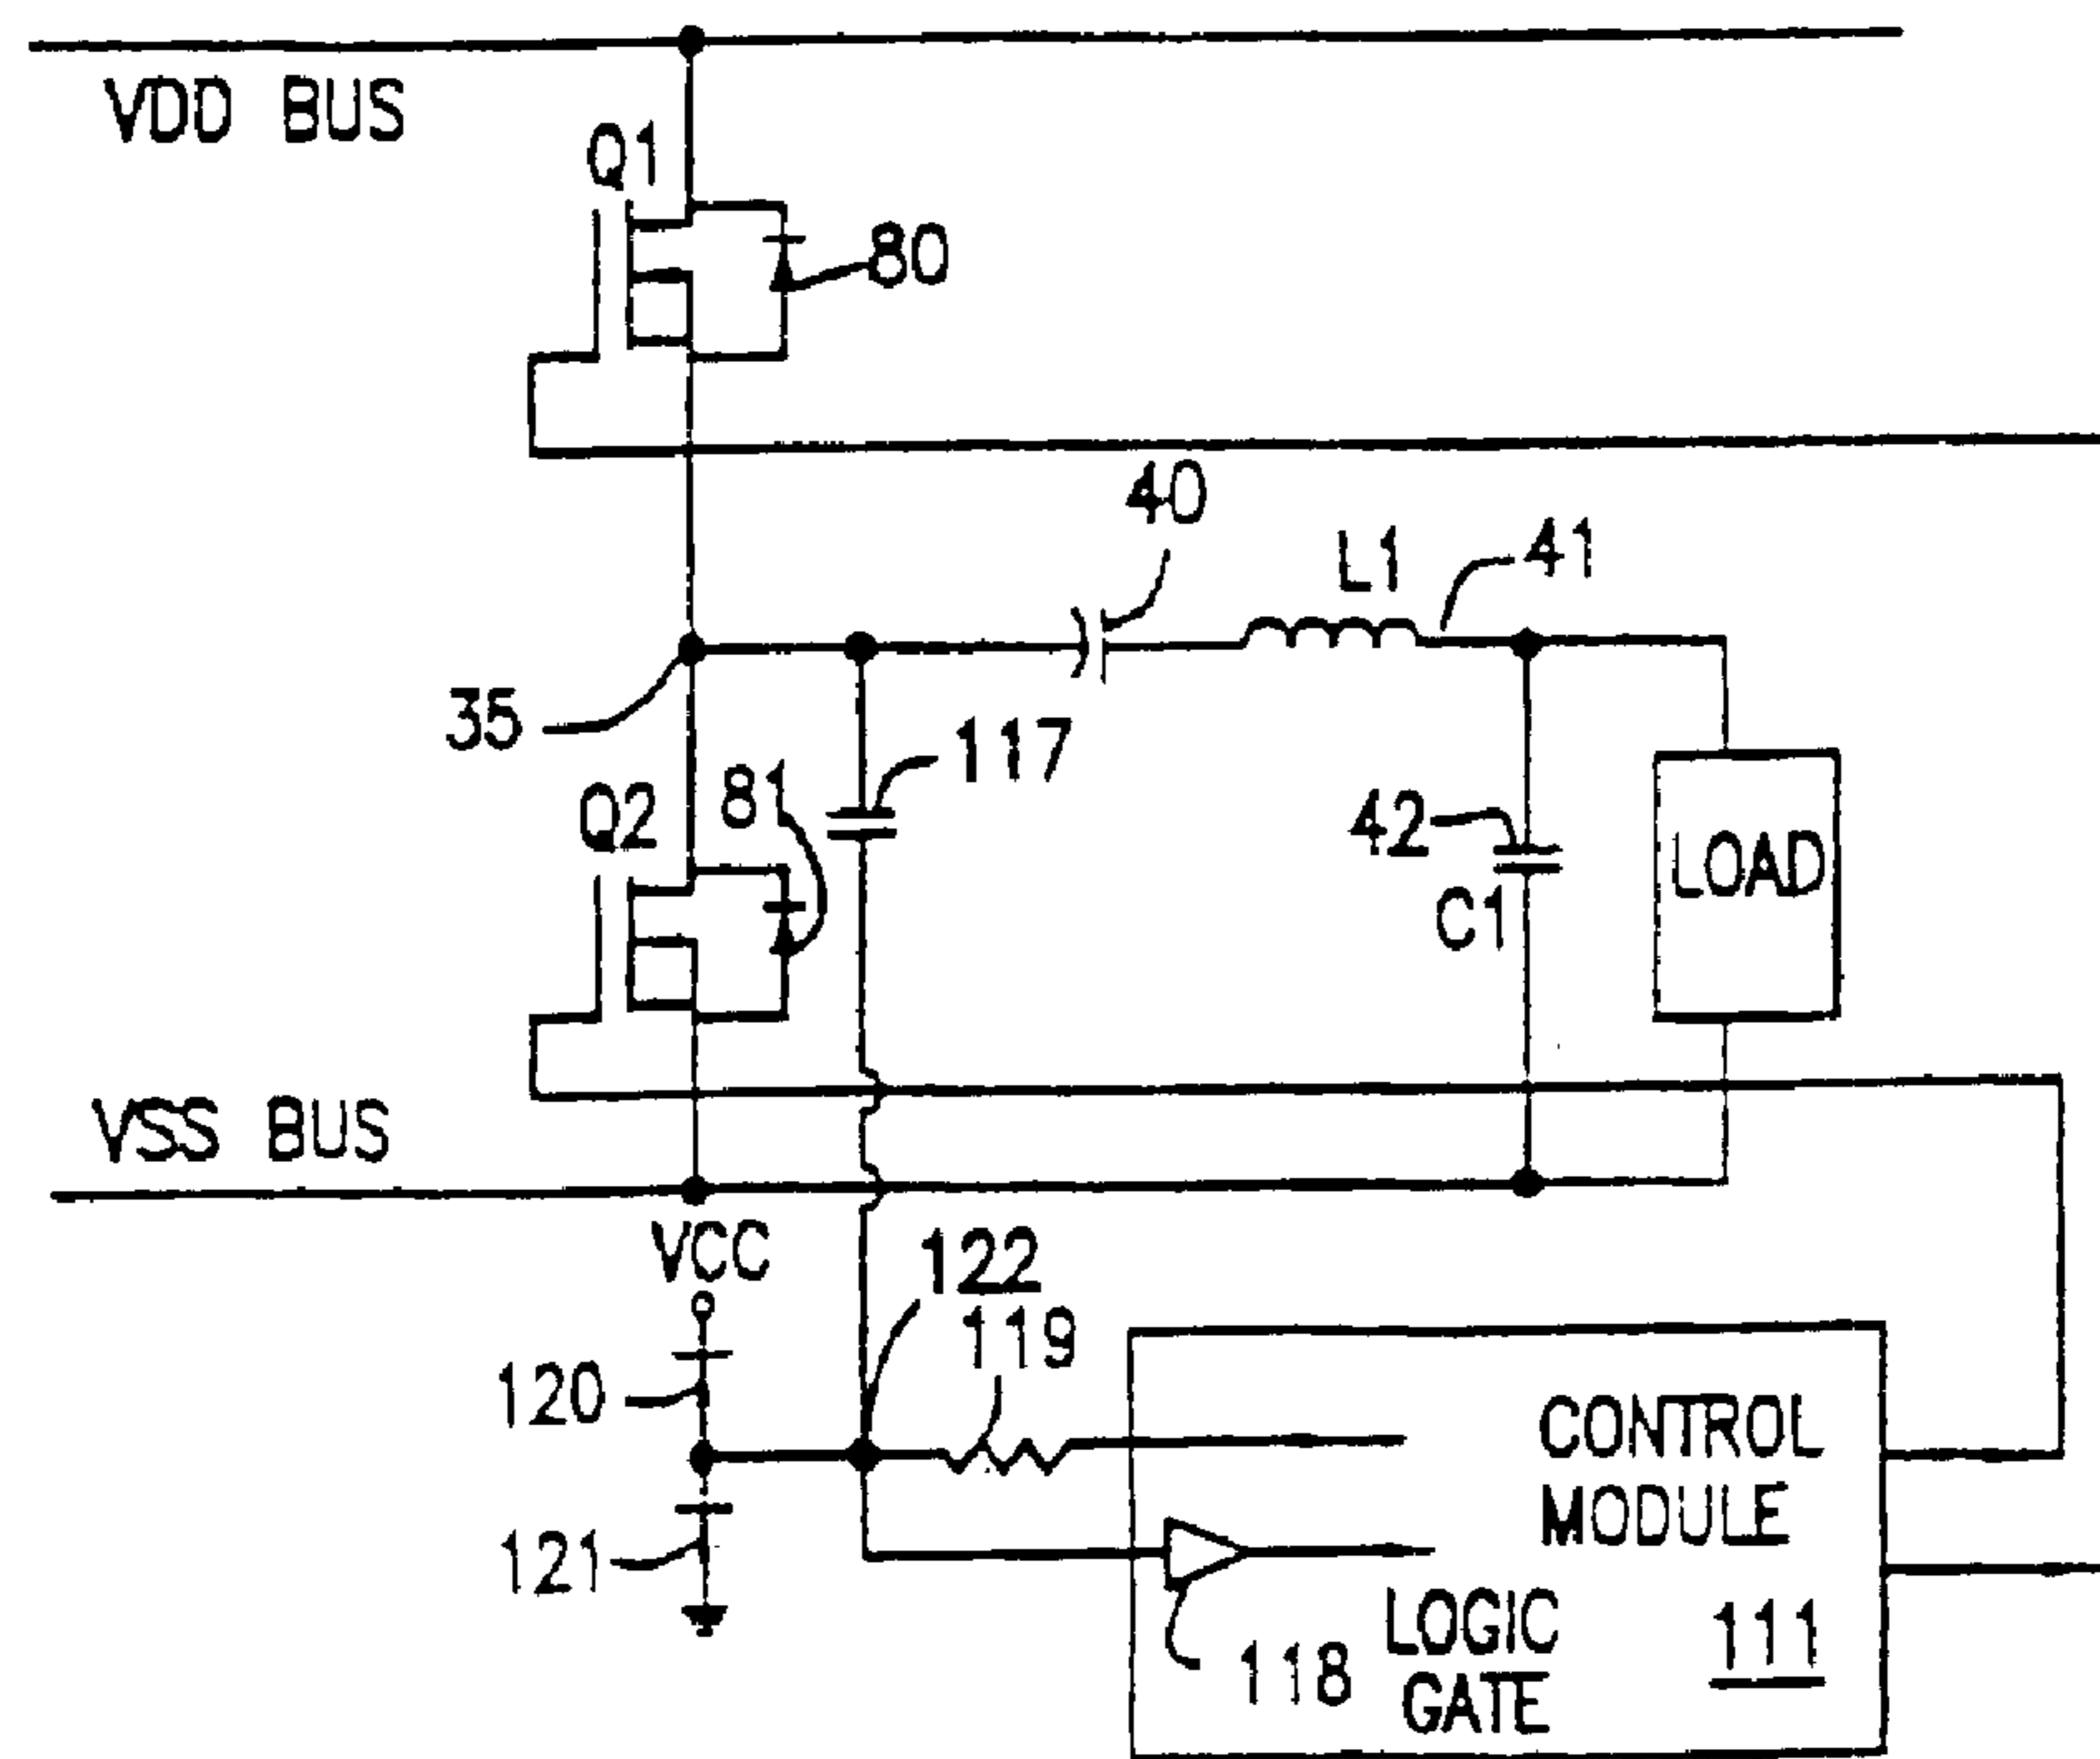 VDD BUS
Q1
80
40
L1
41
35
117
Q2
81
42
C1
LOAD
VSS BUS
VCC
122
119
120
CONTROL
MODULE
121
LOGIC
GATE
118
111